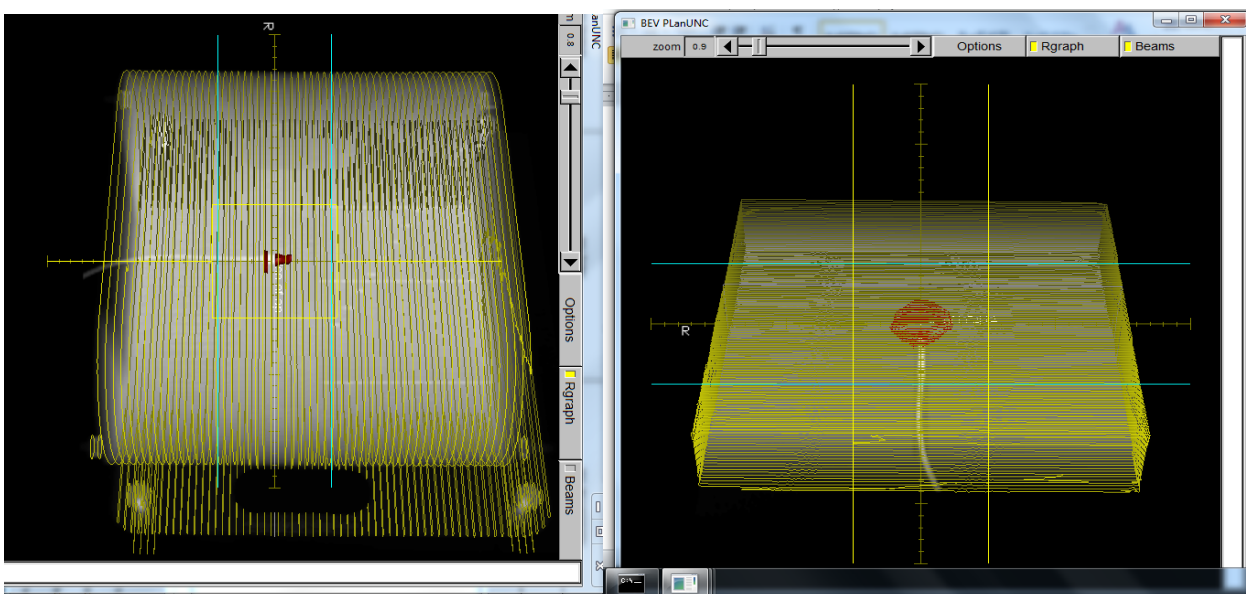 R
m
0.8
Options
Rgraph
Beams
anUNC
BEV PLanUNC
zoom 0.9 Options Rgraph Beams
R
C:\